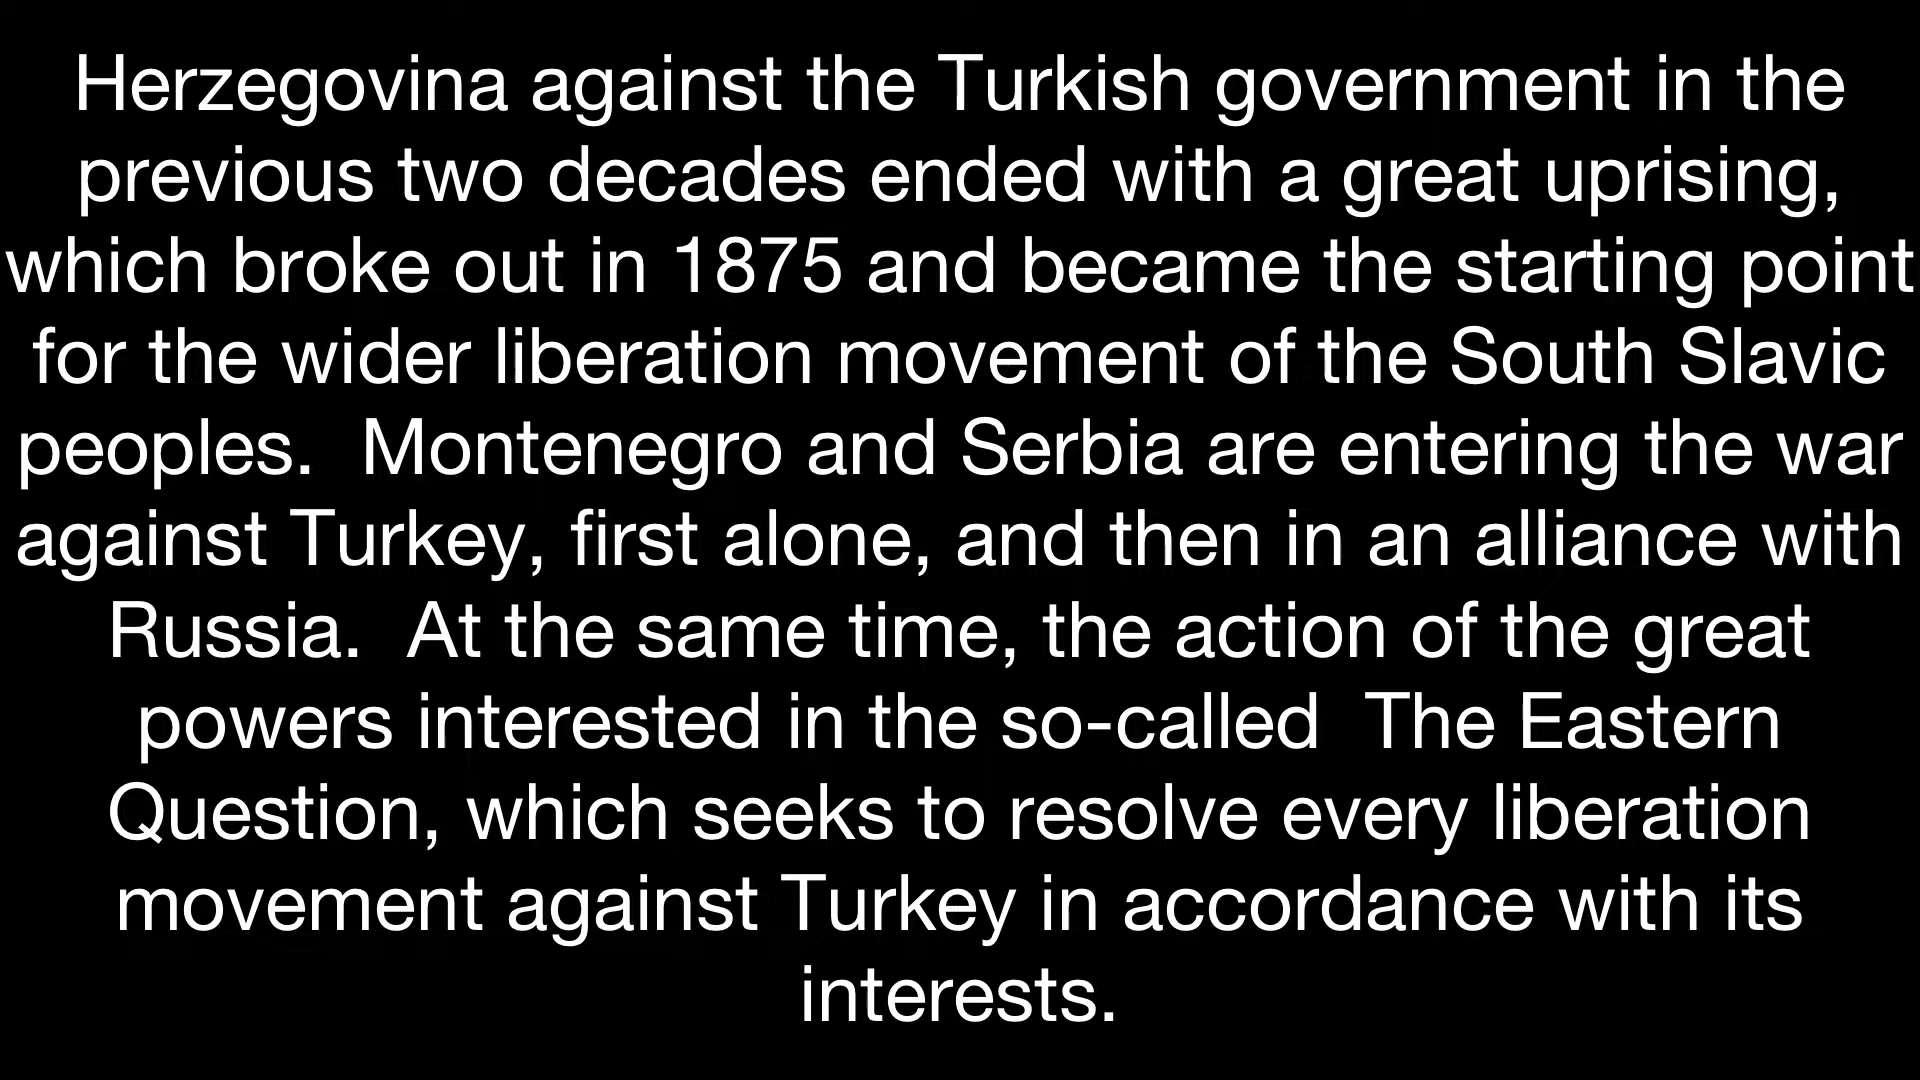 Herzegovina against the Turkish government in the
previous two decades ended with a great uprising,
which broke out in 1875 and became the starting point
for the wider liberation movement of the South Slavic
peoples.  Montenegro and Serbia are entering the war
against Turkey, first alone, and then in an alliance with
Russia.  At the same time, the action of the great
powers interested in the so-called  The Eastern
Question, which seeks to resolve every liberation
movement against Turkey in accordance with its
interests.